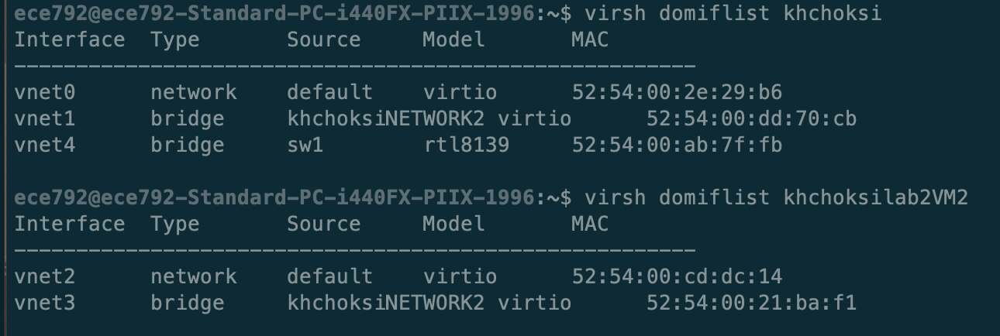 ece792@ece792-Standard-PC-i440FX-PIIX-1996:~$ virsh domiflist khchoksi
Interface  Type       Source     Model       MAC
-------------------------------------------------------
vnet0      network    default    virtio      52:54:00:2e:29:b6
vnet1      bridge     khchoksiNETWORK2 virtio      52:54:00:dd:70:cb
vnet4      bridge     sw1        rtl8139     52:54:00:ab:7f:fb
ece792@ece792-Standard-PC-i440FX-PIIX-1996:~$ virsh domiflist khchoksilab2VM2
Interface  Type       Source     Model       MAC
-------------------------------------------------------
vnet2      network    default    virtio      52:54:00:cd:dc:14
vnet3      bridge     khchoksiNETWORK2 virtio      52:54:00:21:ba:f1